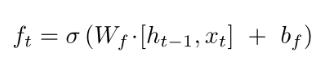 f_t = σ (W_f · [h_{t−1}, x_t] + b_f)